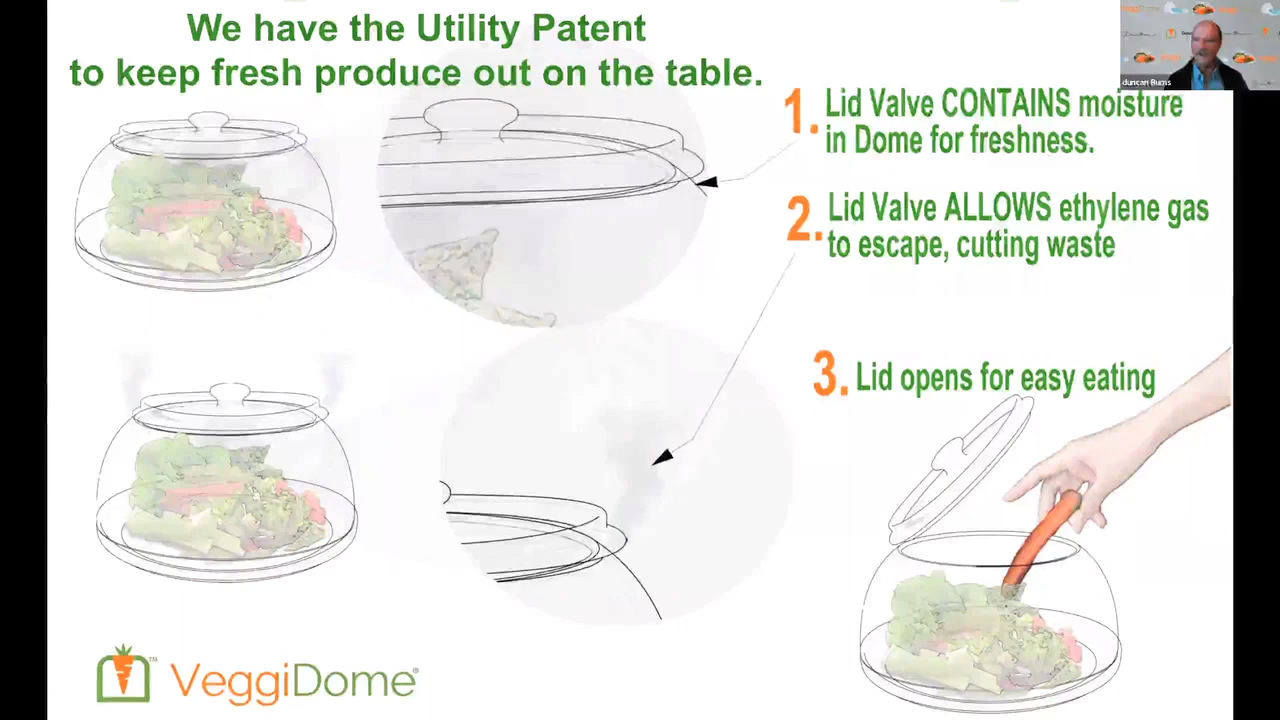 We have the Utility Patent
to keep fresh produce out on the table.
duncan Burns
1. Lid Valve CONTAINS moisture
in Dome for freshness.
2. Lid Valve ALLOWS ethylene gas
to escape, cutting waste
3. Lid opens for easy eating
VeggiDome®